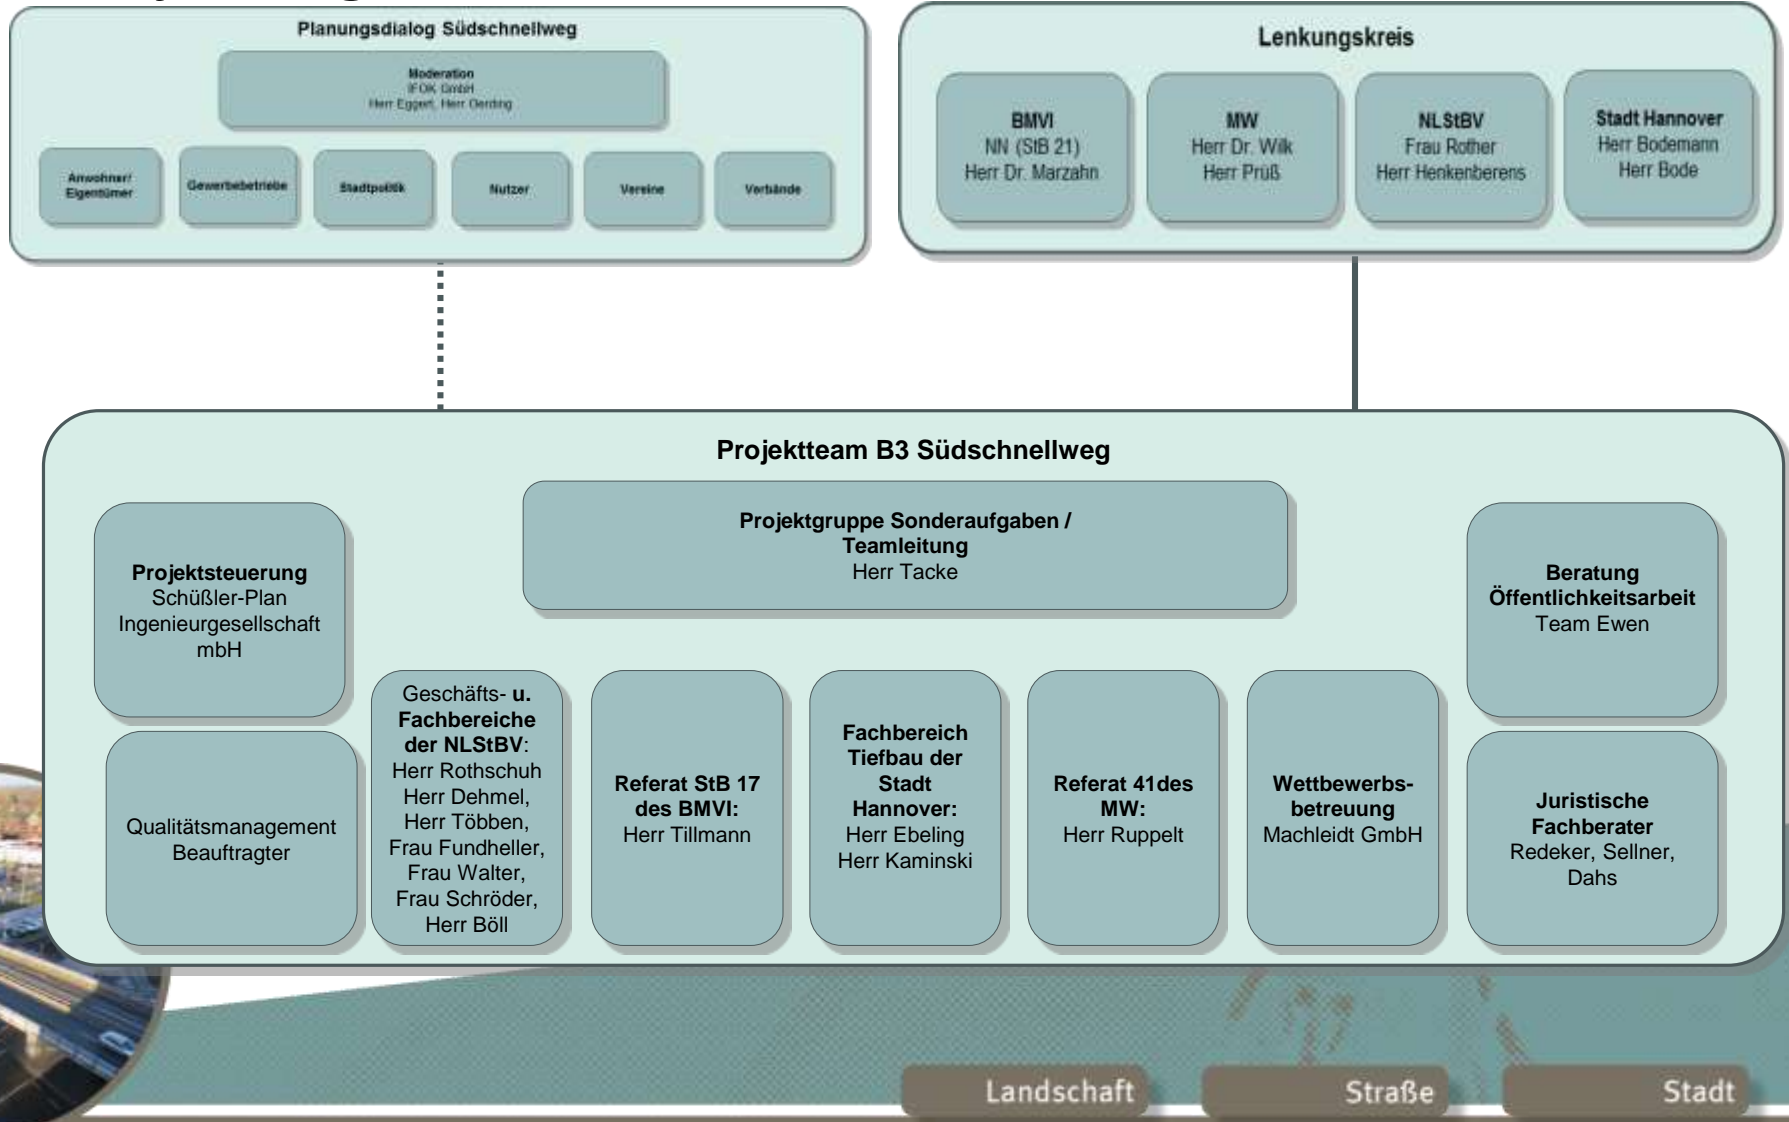 Planungsdialog Südschnellweg
Moderation
IFOK GmbH
Herr Eggert, Herr Oerding
Anwohner/
Eigentümer
Gewerbebetriebe
Stadtpolitik
Nutzer
Vereine
Verbände
Lenkungskreis
BMVI
NN (StB 21)
Herr Dr. Marzahn
MW
Herr Dr. Wilk
Herr Prüß
NLStBV
Frau Rother
Herr Henkenberens
Stadt Hannover
Herr Bodemann
Herr Bode
Projektteam B3 Südschnellweg
Projektgruppe Sonderaufgaben /
Teamleitung
Herr Tacke
Projektsteuerung
Schüßler-Plan
Ingenieurgesellschaft
mbH
Qualitätsmanagement
Beauftragter
Geschäfts- u.
Fachbereiche
der NLStBV:
Herr Rothschuh
Herr Dehmel,
Herr Többen,
Frau Fundheller,
Frau Walter,
Frau Schröder,
Herr Böll
Referat StB 17
des BMVI:
Herr Tillmann
Fachbereich
Tiefbau der
Stadt
Hannover:
Herr Ebeling
Herr Kaminski
Referat 41des
MW:
Herr Ruppelt
Wettbewerbs-
betreuung
Machleidt GmbH
Beratung
Öffentlichkeitsarbeit
Team Ewen
Juristische
Fachberater
Redeker, Sellner,
Dahs
Landschaft
Straße
Stadt